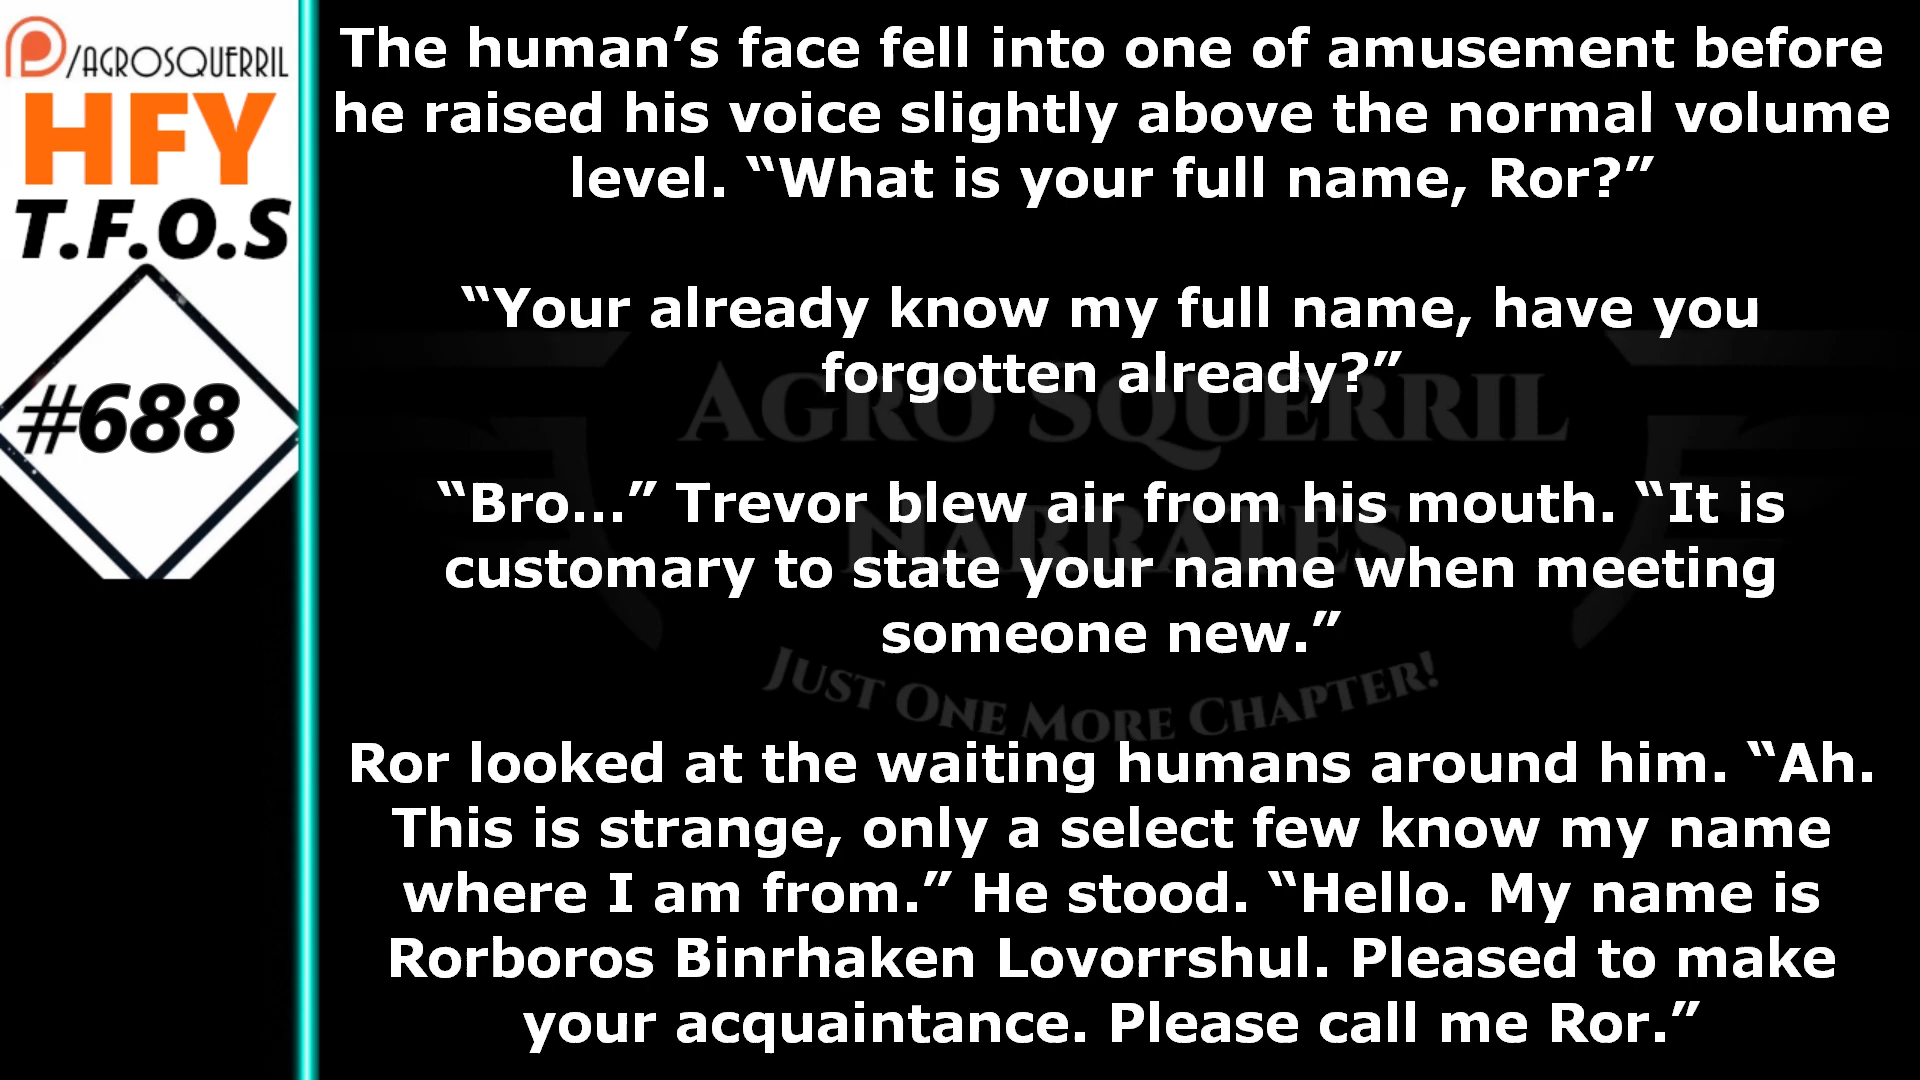 /AGROSQUERRIL
HFY
T.F.O.S
#688
The human’s face fell into one of amusement before
he raised his voice slightly above the normal volume
level. “What is your full name, Ror?”
“Your already know my full name, have you
forgotten already?”
“Bro...” Trevor blew air from his mouth. “It is
customary to state your name when meeting
someone new.”
Ror looked at the waiting humans around him. “Ah.
This is strange, only a select few know my name
where I am from.” He stood. “Hello. My name is
Rorboros Binrhaken Lovorrshul. Pleased to make
your acquaintance. Please call me Ror.”
AGRO SQUERRIL
NARRATES
JUST ONE MORE CHAPTER!